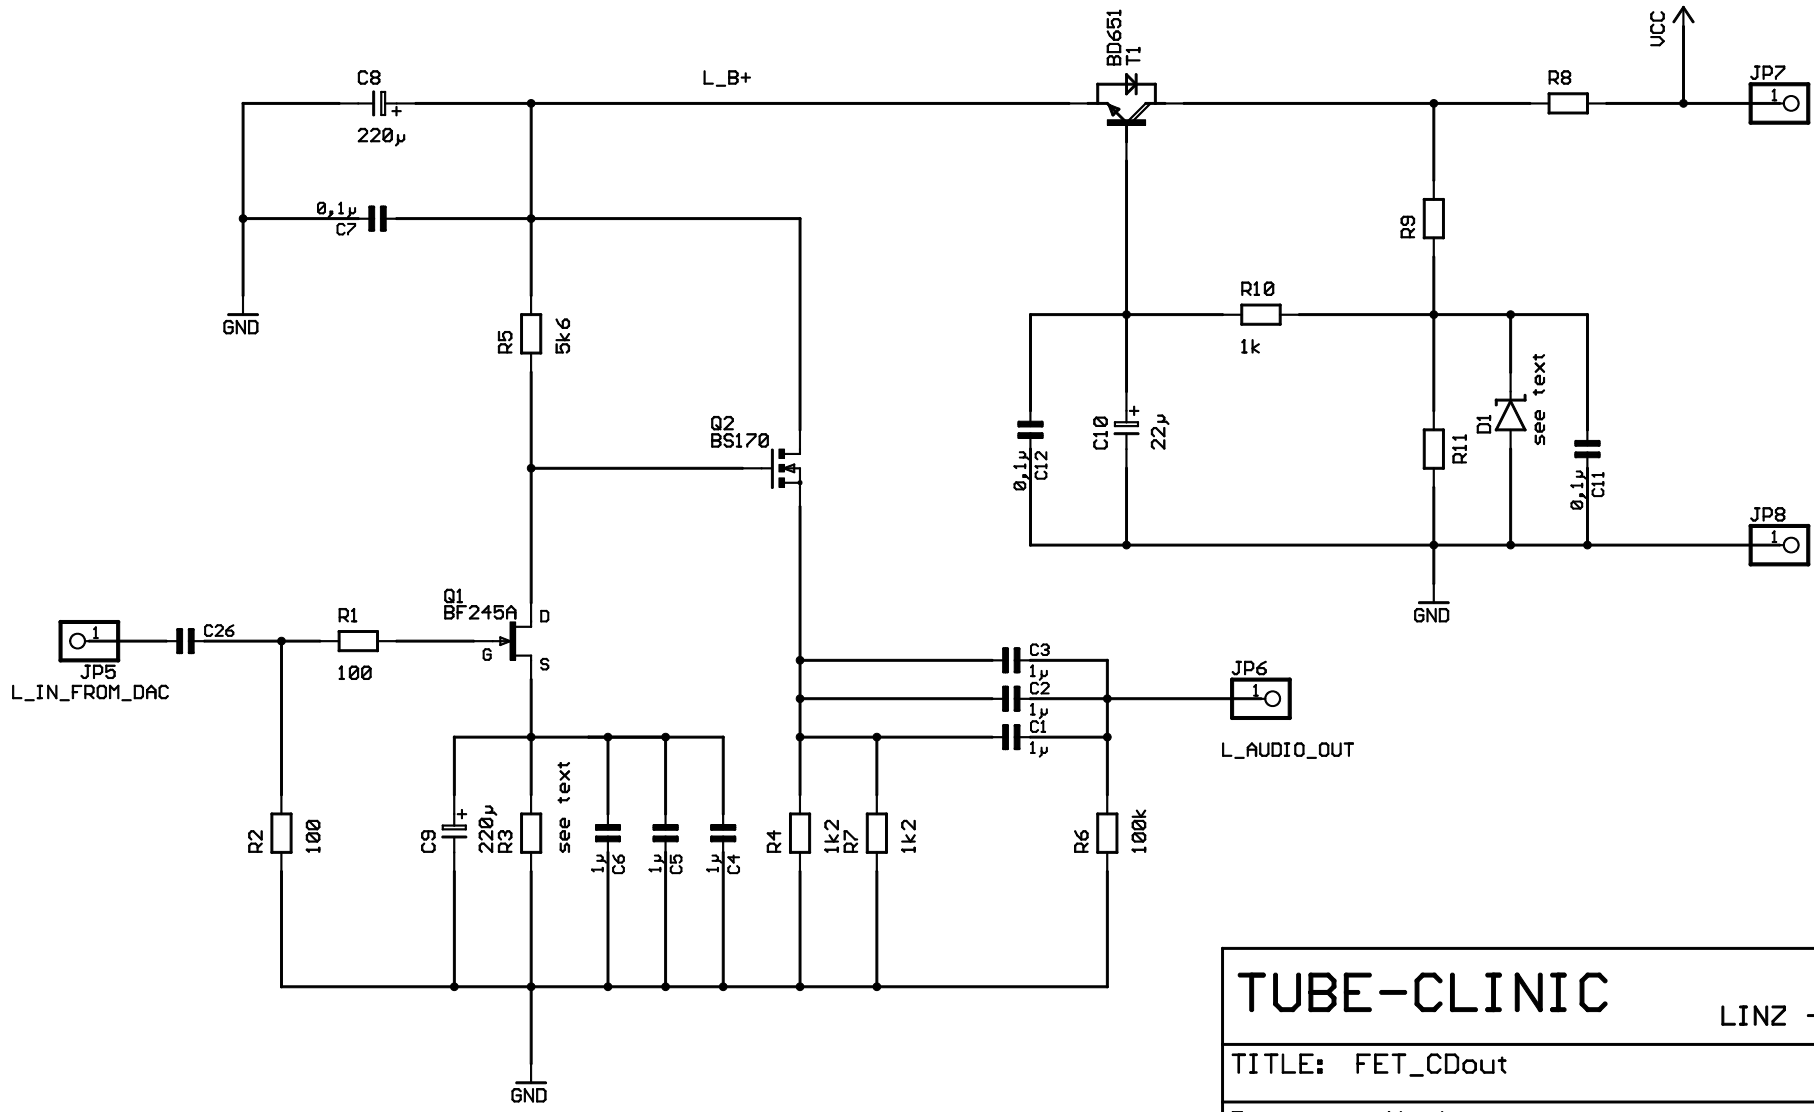 BD651
T1
VCC
C8
220µ
L_B+
R8
JP7
1
0,1µ
C7
R9
GND
R5
5k6
R10
1k
Q2
BS170
0,1µ
C12
C10
22µ
R11
D1
see text
0,1µ
C11
JP8
1
GND
1
JP5
L_IN_FROM_DAC
C26
R1
100
Q1
BF245A
D
G
S
C3
1µ
C2
1µ
C1
1µ
JP6
1
L_AUDIO_OUT
R2
100
C9
220µ
R3
see text
1µ
C6
1µ
C5
1µ
C4
R4
1k2
R7
1k2
R6
100k
GND
TUBE-CLINIC
LINZ -
TITLE: FET_CDout